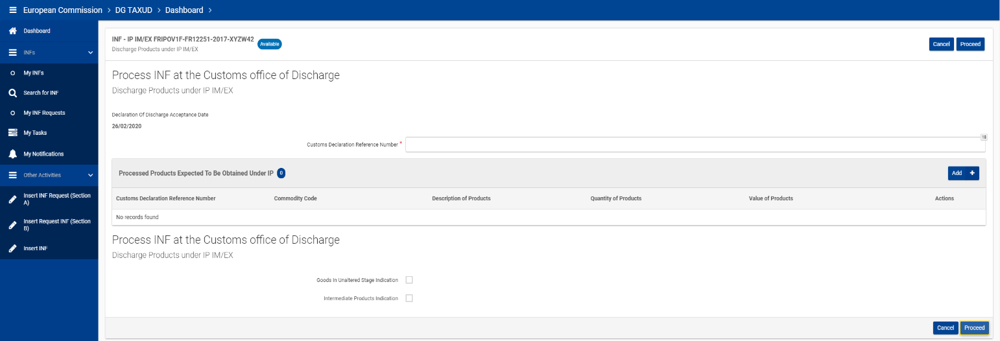 European Commission > DG TAXUD > Dashboard >
Dashboard
INFs
My INFs
Search for INF
My INF Requests
My Tasks
My Notifications
Other Activities
Insert INF Request (Section
A)
Insert Request INF (Section
B)
Insert INF
INF - IP IM/EX FRIPOV1F-FR12251-2017-XYZW42 Available
Discharge Products under IP IM/EX
Cancel Proceed
Process INF at the Customs office of Discharge
Discharge Products under IP IM/EX
Declaration Of Discharge Acceptance Date
26/02/2020
Customs Declaration Reference Number * 18
Processed Products Expected To Be Obtained Under IP 0 Add +
Customs Declaration Reference Number Commodity Code Description of Products Quantity of Products Value of Products Actions
No records found
Process INF at the Customs office of Discharge
Discharge Products under IP IM/EX
Goods In Unaltered Stage Indication
Intermediate Products Indication
Cancel Proceed